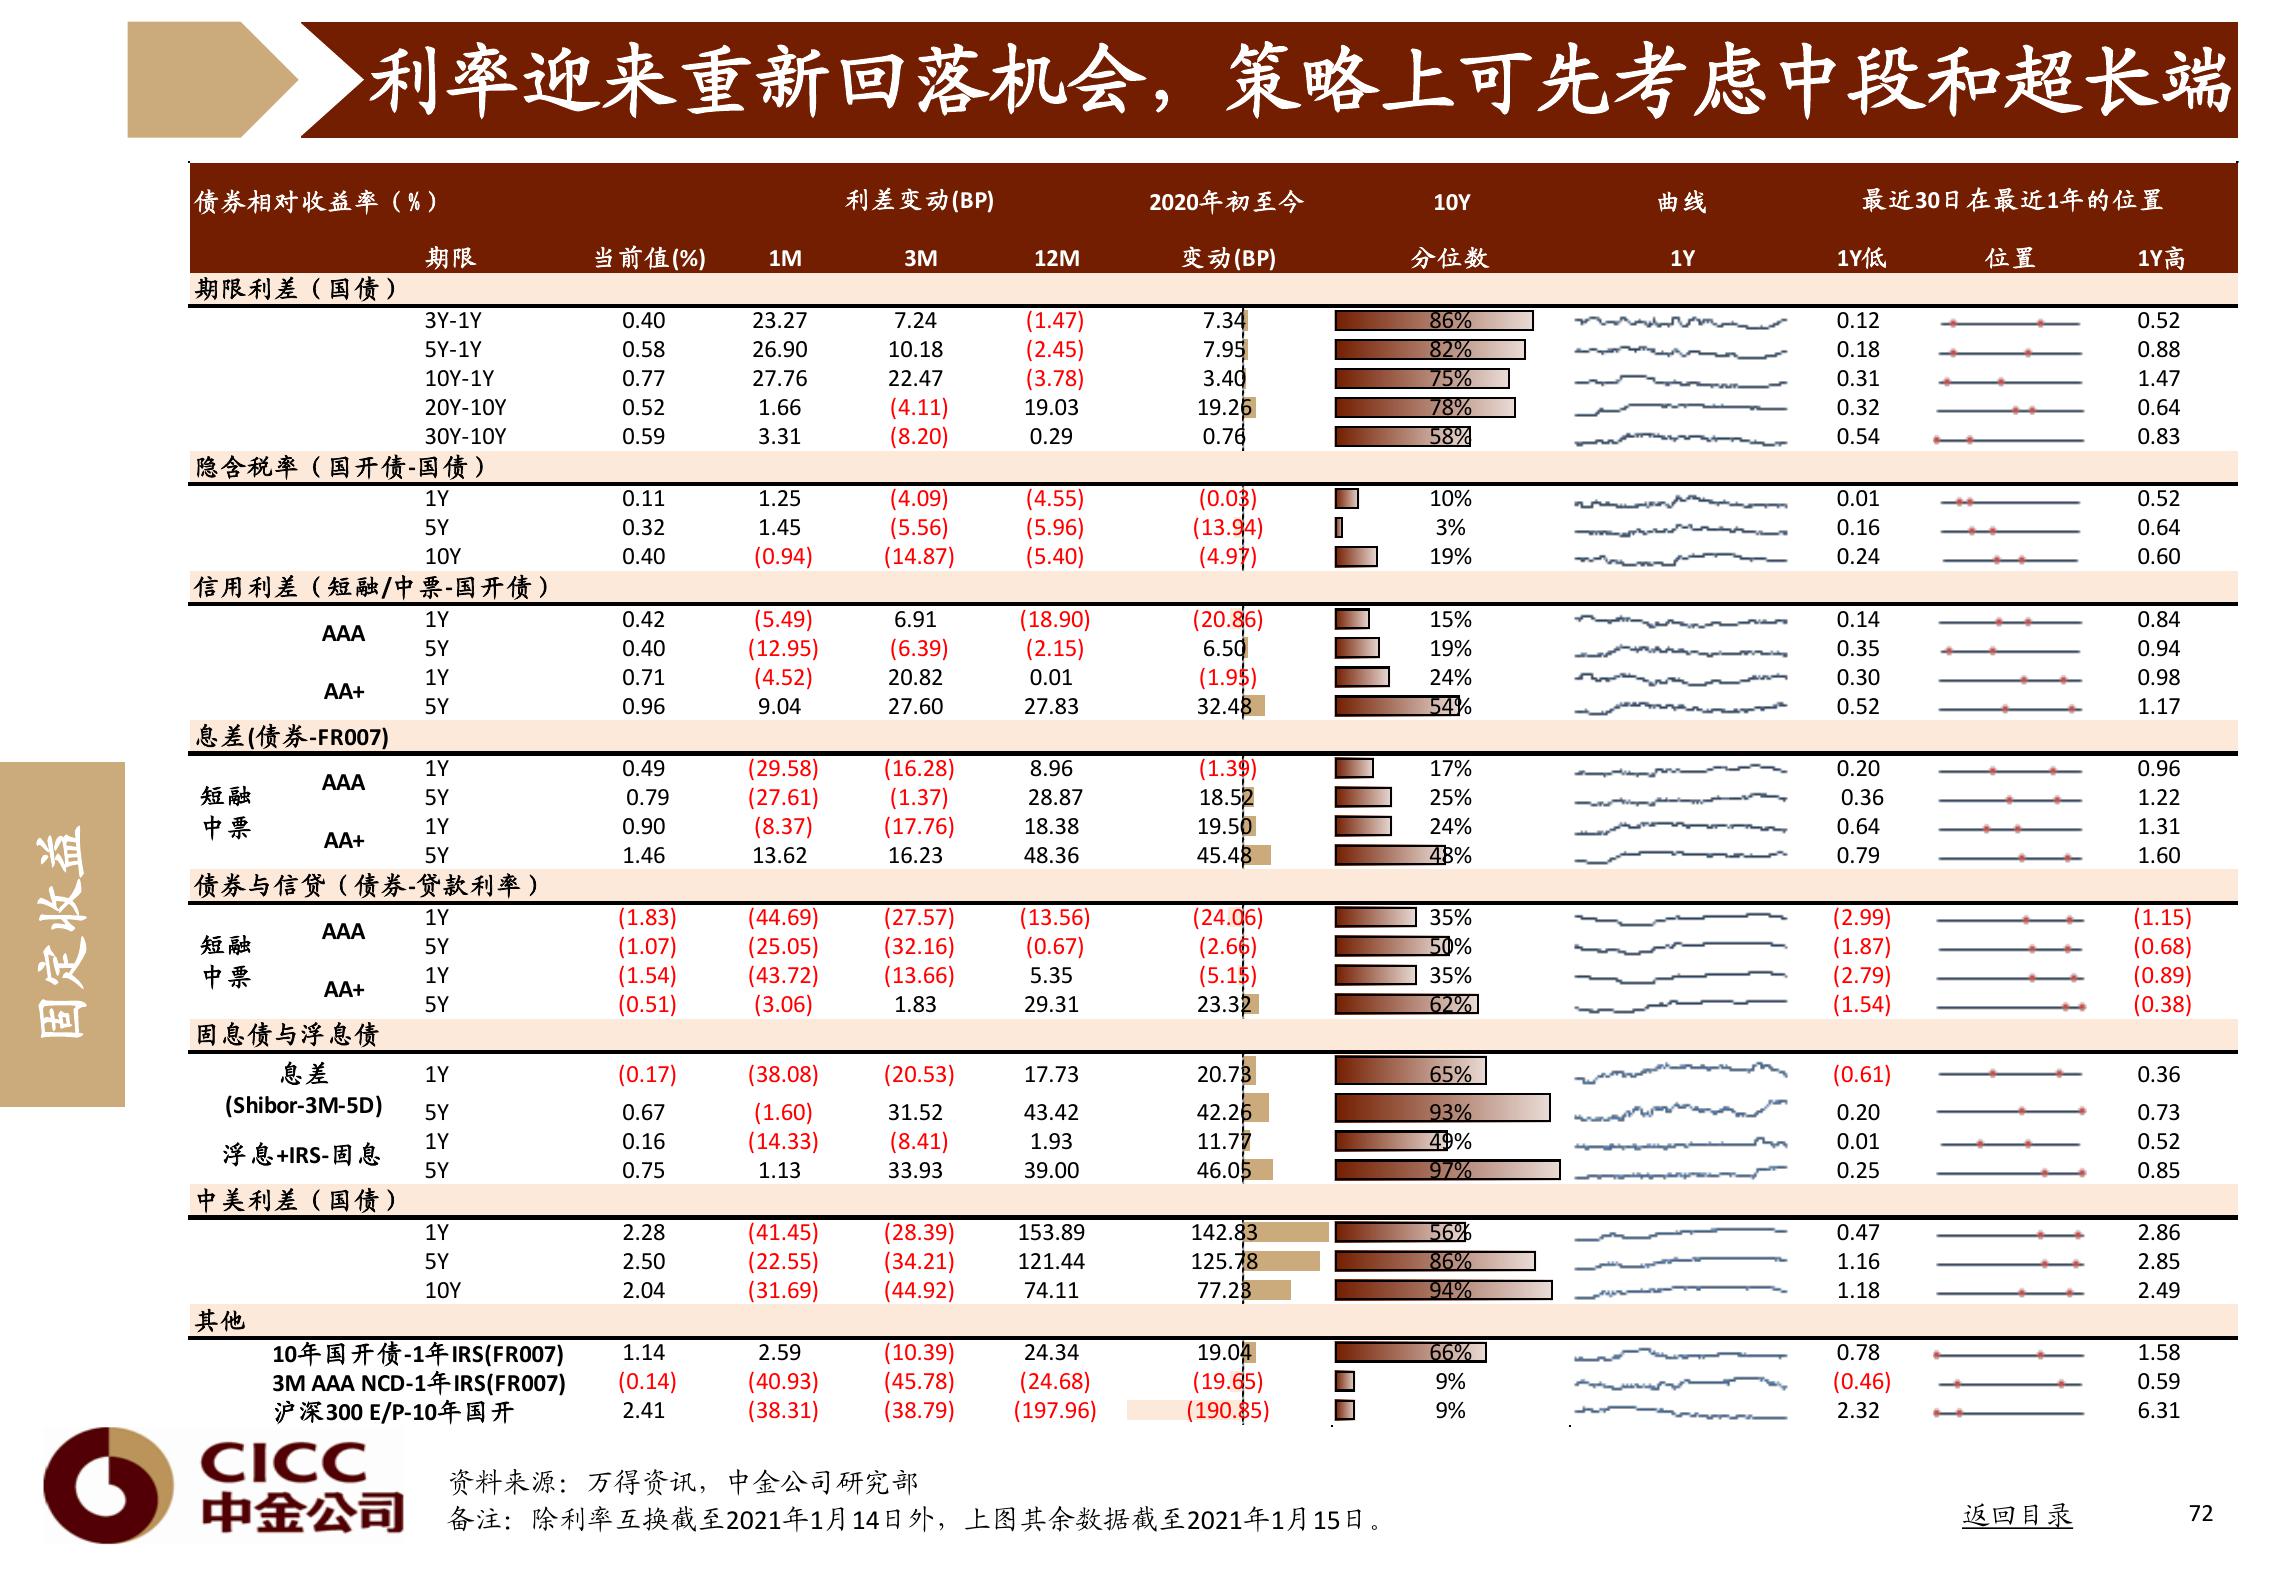 利率迎来重新回落机会，策略上可先考虑中段和超长端
债券相对收益率（%） 利差变动(BP) 2020年初至今 10Y 曲线 最近30日在最近1年的位置
期限 当前值(%) 1M 3M 12M 变动(BP) 分位数 1Y 1Y低 位置 1Y高
期限利差（国债）
3Y-1Y 0.40 23.27 7.24 (1.47) 7.34 86% 0.12 0.52
5Y-1Y 0.58 26.90 10.18 (2.45) 7.95 82% 0.18 0.88
10Y-1Y 0.77 27.76 22.47 (3.78) 3.40 75% 0.31 1.47
20Y-10Y 0.52 1.66 (4.11) 19.03 19.26 78% 0.32 0.64
30Y-10Y 0.59 3.31 (8.20) 0.29 0.76 58% 0.54 0.83
隐含税率（国开债-国债）
1Y 0.11 1.25 (4.09) (4.55) (0.03) 10% 0.01 0.52
5Y 0.32 1.45 (5.56) (5.96) (13.94) 3% 0.16 0.64
10Y 0.40 (0.94) (14.87) (5.40) (4.97) 19% 0.24 0.60
信用利差（短融/中票-国开债）
AAA
1Y 0.42 (5.49) 6.91 (18.90) (20.86) 15% 0.14 0.84
5Y 0.40 (12.95) (6.39) (2.15) 6.50 19% 0.35 0.94
AA+
1Y 0.71 (4.52) 20.82 0.01 (1.95) 24% 0.30 0.98
5Y 0.96 9.04 27.60 27.83 32.48 54% 0.52 1.17
息差(债券-FR007)
短融
中票
AAA
1Y 0.49 (29.58) (16.28) 8.96 (1.39) 17% 0.20 0.96
5Y 0.79 (27.61) (1.37) 28.87 18.52 25% 0.36 1.22
AA+
1Y 0.90 (8.37) (17.76) 18.38 19.50 24% 0.64 1.31
5Y 1.46 13.62 16.23 48.36 45.48 48% 0.79 1.60
债券与信贷（债券-贷款利率）
短融
中票
AAA
1Y (1.83) (44.69) (27.57) (13.56) (24.06) 35% (2.99) (1.15)
5Y (1.07) (25.05) (32.16) (0.67) (2.66) 50% (1.87) (0.68)
AA+
1Y (1.54) (43.72) (13.66) 5.35 (5.15) 35% (2.79) (0.89)
5Y (0.51) (3.06) 1.83 29.31 23.32 62% (1.54) (0.38)
固息债与浮息债
息差
(Shibor-3M-5D)
1Y (0.17) (38.08) (20.53) 17.73 20.73 65% (0.61) 0.36
5Y 0.67 (1.60) 31.52 43.42 42.26 93% 0.20 0.73
浮息+IRS-固息
1Y 0.16 (14.33) (8.41) 1.93 11.77 49% 0.01 0.52
5Y 0.75 1.13 33.93 39.00 46.05 97% 0.25 0.85
中美利差（国债）
1Y 2.28 (41.45) (28.39) 153.89 142.83 56% 0.47 2.86
5Y 2.50 (22.55) (34.21) 121.44 125.78 86% 1.16 2.85
10Y 2.04 (31.69) (44.92) 74.11 77.23 94% 1.18 2.49
其他
10年国开债-1年IRS(FR007) 1.14 2.59 (10.39) 24.34 19.04 66% 0.78 1.58
3M AAA NCD-1年IRS(FR007) (0.14) (40.93) (45.78) (24.68) (19.65) 9% (0.46) 0.59
沪深300 E/P-10年国开 2.41 (38.31) (38.79) (197.96) (190.85) 9% 2.32 6.31
固定收益
CICC
中金公司
资料来源：万得资讯，中金公司研究部
备注：除利率互换截至2021年1月14日外，上图其余数据截至2021年1月15日。
返回目录 72